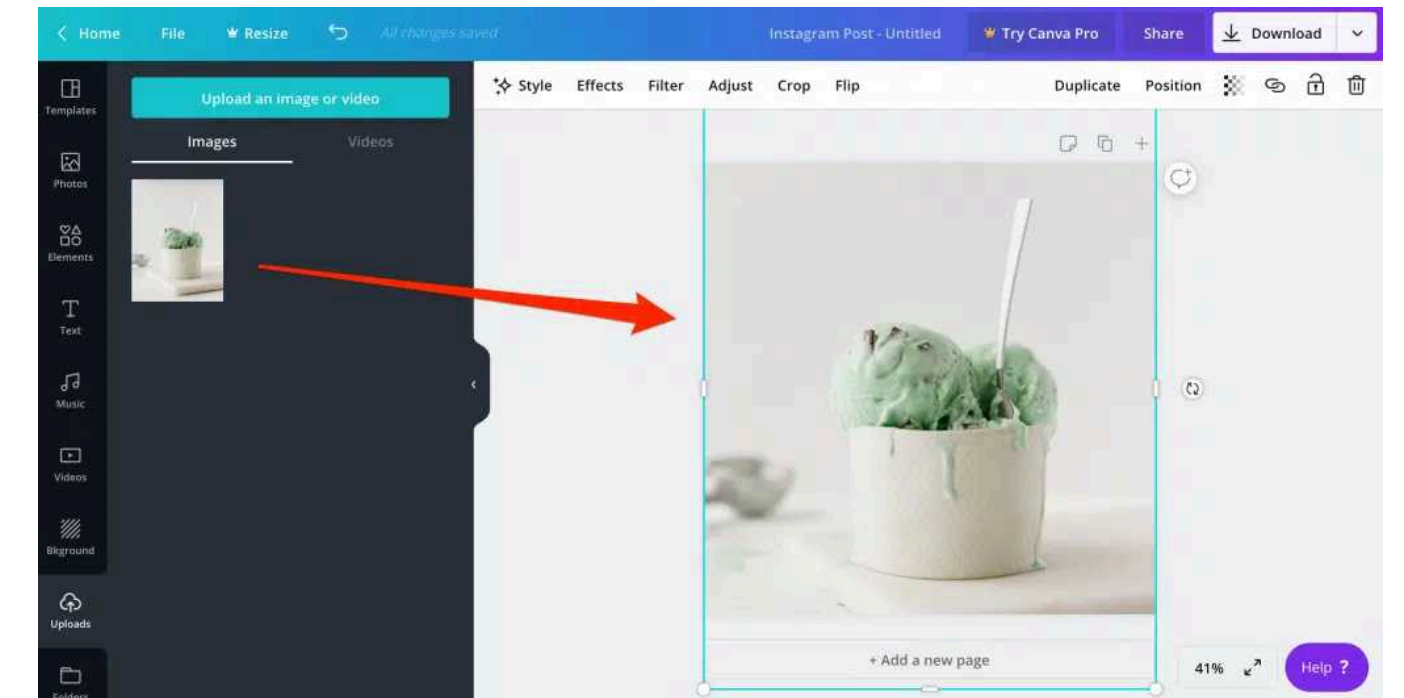 Home File Resize All changes saved Instagram Post - Untitled Try Canva Pro Share Download
Templates
Photos
Elements
Text
Music
Videos
Bkground
Uploads
Folders
Upload an image or video
Images Videos
Style Effects Filter Adjust Crop Flip Duplicate Position
+ Add a new page
41%
Help ?